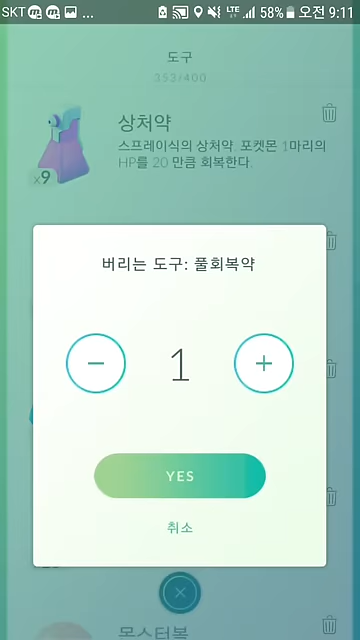 SKT ... LTE 58% 오전 9:11
도구
353/400
상처약
스프레이식의 상처약. 포켓몬 1마리의
HP를 20 만큼 회복한다.
x9
버리는 도구: 풀회복약
1
YES
취소
몬스터볼